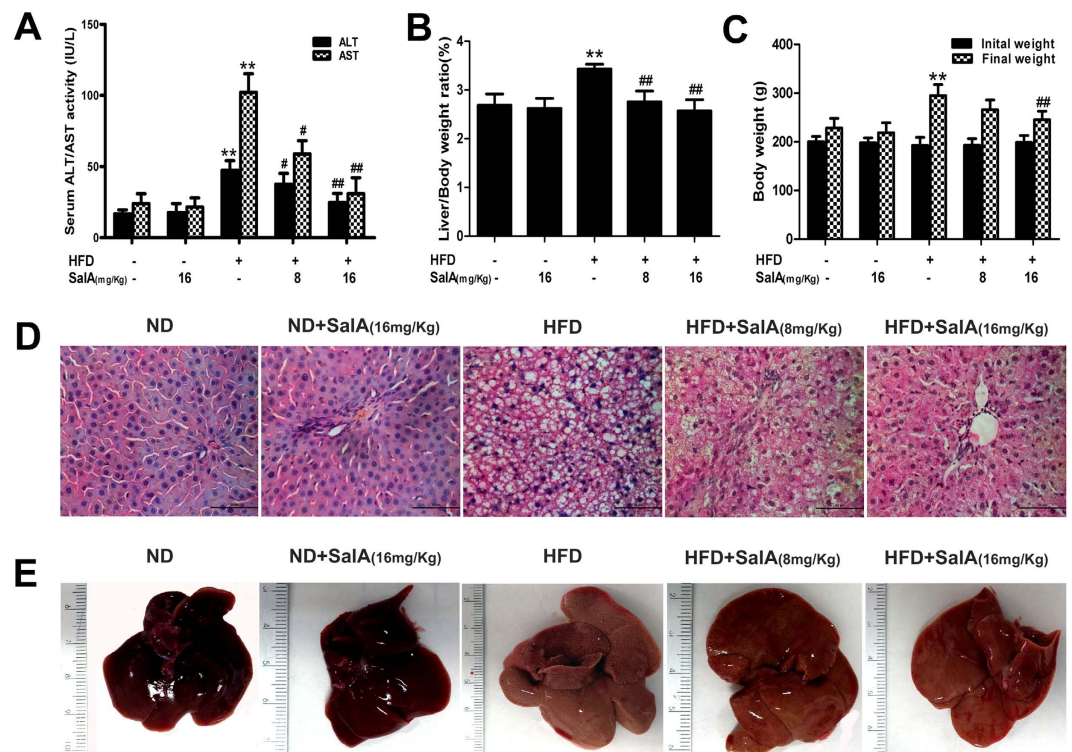 A
Serum ALT/AST activity (IU/L)
150
100
50
0
ALT
AST
**
**
#
#
##
##
HFD - - + + +
SalA(mg/Kg) - 16 - 8 16
B
Liver/Body weight ratio(%)
4
3
2
1
0
**
##
##
HFD - - + + +
SalA(mg/Kg) - 16 - 8 16
C
Body weight (g)
400
300
200
100
0
Inital weight
Final weight
**
##
HFD - - + + +
SalA(mg/Kg) - 16 - 8 16
D
ND
ND+SalA(16mg/Kg)
HFD
HFD+SalA(8mg/Kg)
HFD+SalA(16mg/Kg)
E
ND
ND+SalA(16mg/Kg)
HFD
HFD+SalA(8mg/Kg)
HFD+SalA(16mg/Kg)